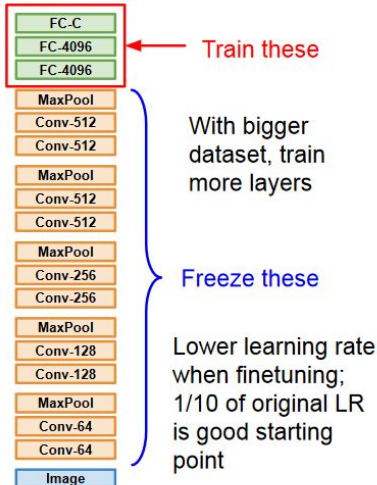 FC-C
FC-4096
FC-4096
Train these
MaxPool
Conv-512
Conv-512
With bigger
dataset, train
more layers
MaxPool
Conv-512
Conv-512
MaxPool
Conv-256
Conv-256
Freeze these
MaxPool
Conv-128
Conv-128
Lower learning rate
when finetuning;
1/10 of original LR
is good starting
point
MaxPool
Conv-64
Conv-64
Image